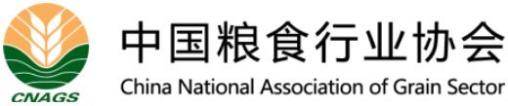 CNAGS
中国粮食行业协会
China National Association of Grain Sector